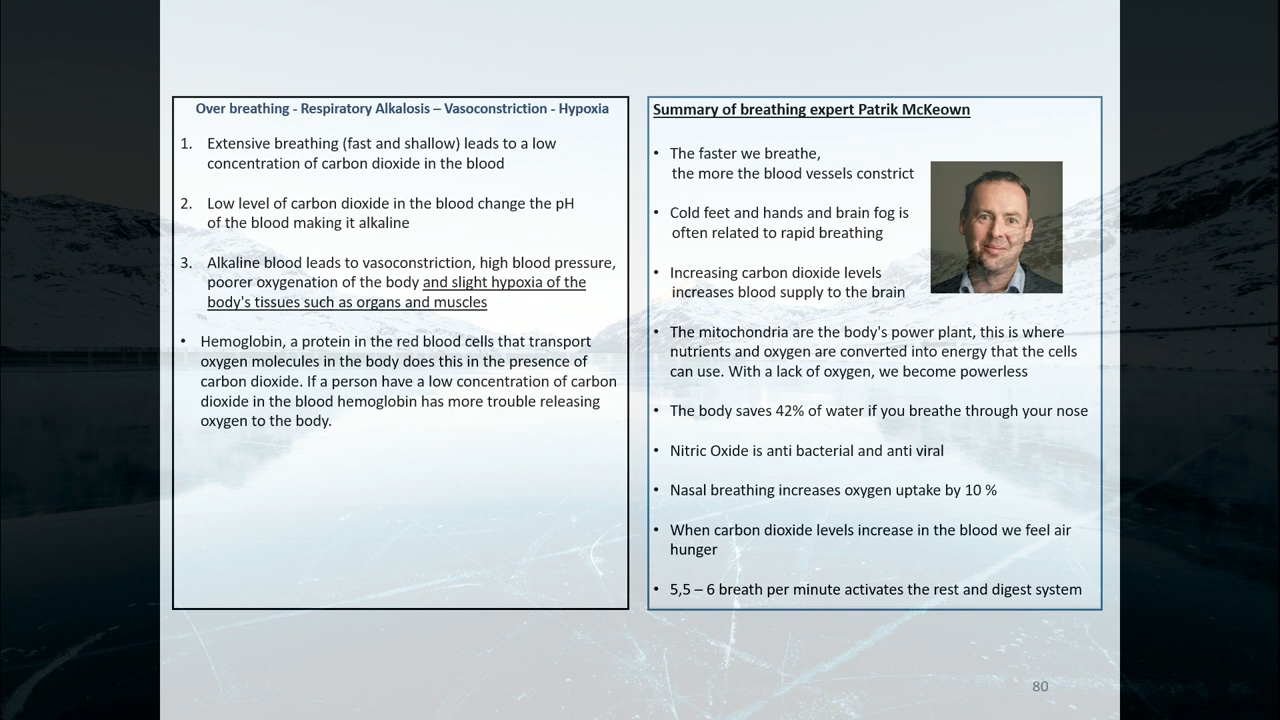 Over breathing - Respiratory Alkalosis – Vasoconstriction - Hypoxia
1. Extensive breathing (fast and shallow) leads to a low
concentration of carbon dioxide in the blood
2. Low level of carbon dioxide in the blood change the pH
of the blood making it alkaline
3. Alkaline blood leads to vasoconstriction, high blood pressure,
poorer oxygenation of the body and slight hypoxia of the
body's tissues such as organs and muscles
• Hemoglobin, a protein in the red blood cells that transport
oxygen molecules in the body does this in the presence of
carbon dioxide. If a person have a low concentration of carbon
dioxide in the blood hemoglobin has more trouble releasing
oxygen to the body.
Summary of breathing expert Patrik McKeown
• The faster we breathe,
the more the blood vessels constrict
• Cold feet and hands and brain fog is
often related to rapid breathing
• Increasing carbon dioxide levels
increases blood supply to the brain
• The mitochondria are the body's power plant, this is where
nutrients and oxygen are converted into energy that the cells
can use. With a lack of oxygen, we become powerless
• The body saves 42% of water if you breathe through your nose
• Nitric Oxide is anti bacterial and anti viral
• Nasal breathing increases oxygen uptake by 10 %
• When carbon dioxide levels increase in the blood we feel air
hunger
• 5,5 – 6 breath per minute activates the rest and digest system
80